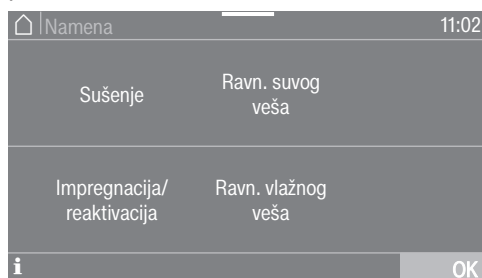 Namena
11:02
Sušenje
Ravn. suvog
veša
Impregnacija/
reaktivacija
Ravn. vlažnog
veša
i
OK